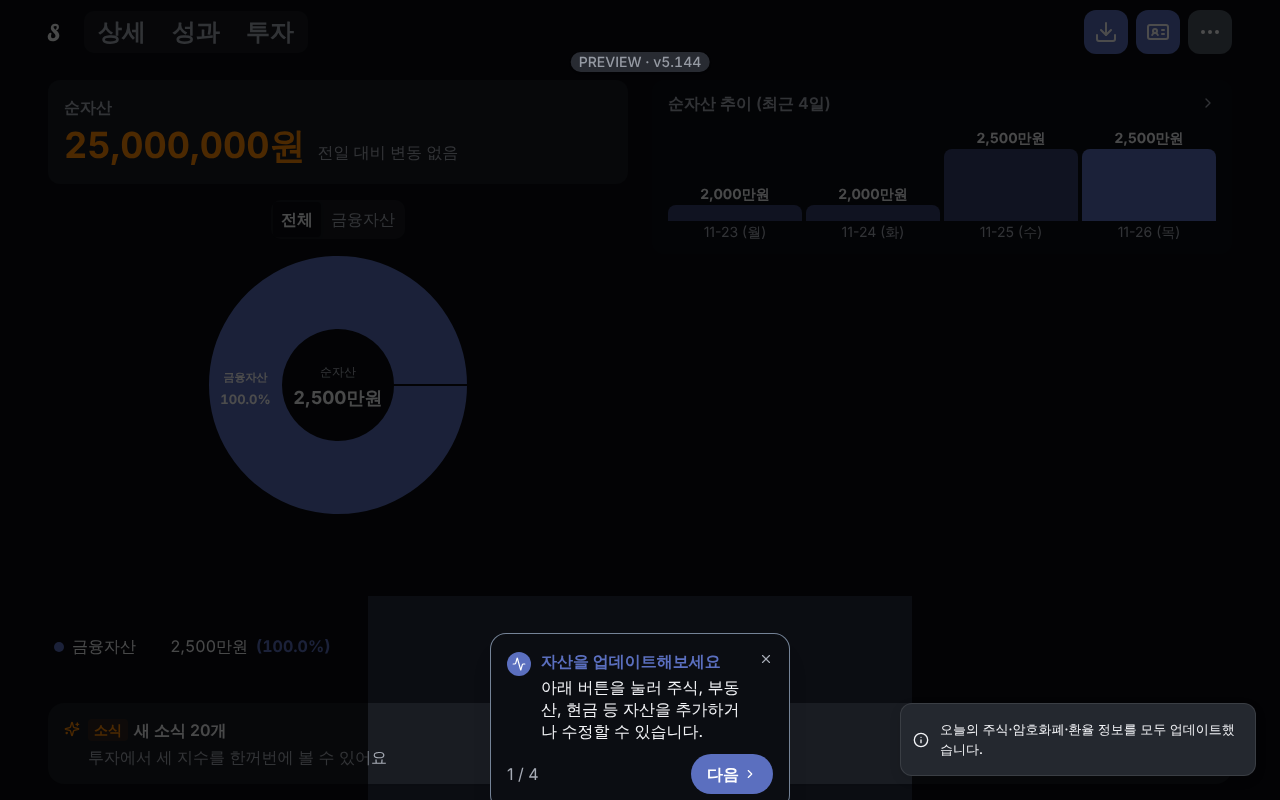 S 상세 성과 투자
PREVIEW · v5.144
순자산
25,000,000원 전일 대비 변동 없음
전체 금융자산
금융자산
100.0%
순자산
2,500만원
금융자산 2,500만원 (100.0%)
순자산 추이 (최근 4일)
2,000만원 2,000만원 2,500만원 2,500만원
11-23 (월) 11-24 (화) 11-25 (수) 11-26 (목)
소식 새 소식 20개
투자에서 세 지수를 한꺼번에 볼 수 있어요
자산을 업데이트해보세요
아래 버튼을 눌러 주식, 부동
산, 현금 등 자산을 추가하거
나 수정할 수 있습니다.
1 / 4 다음
오늘의 주식·암호화폐·환율 정보를 모두 업데이트했
습니다.